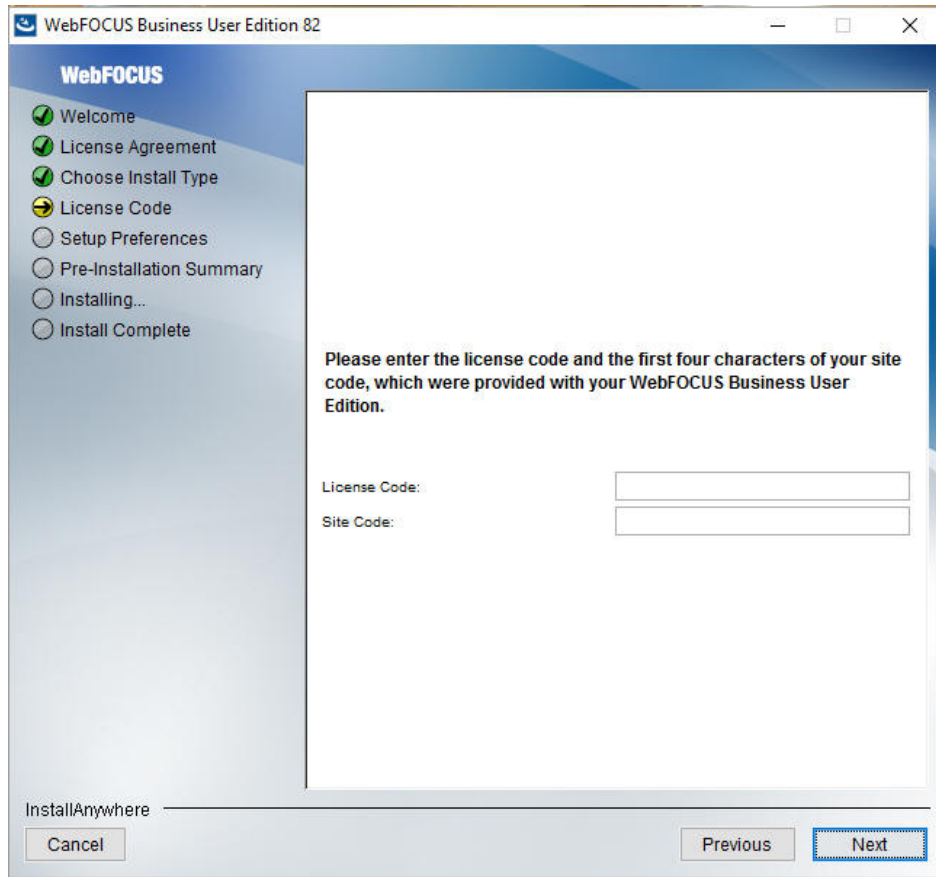 WebFOCUS Business User Edition 82
WebFOCUS
Welcome
License Agreement
Choose Install Type
License Code
Setup Preferences
Pre-Installation Summary
Installing...
Install Complete
Please enter the license code and the first four characters of your site
code, which were provided with your WebFOCUS Business User
Edition.
License Code:
Site Code:
InstallAnywhere
Cancel
Previous
Next